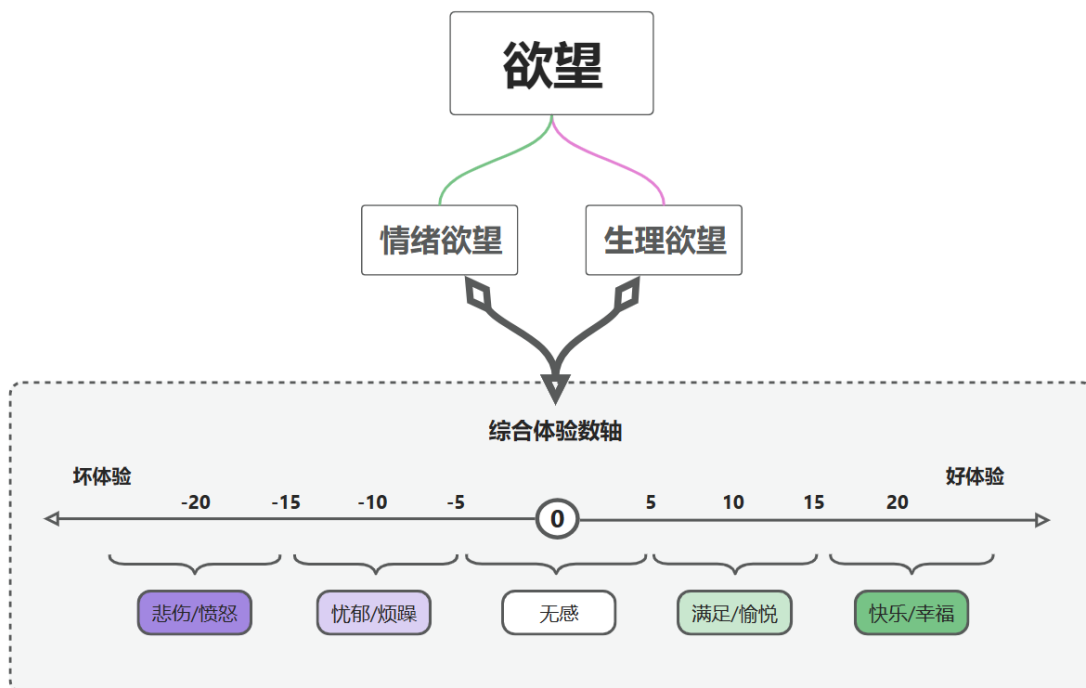 欲望
情绪欲望 生理欲望
综合体验数轴
坏体验 好体验
-20 -15 -10 -5 0 5 10 15 20
悲伤/愤怒 忧郁/烦躁 无感 满足/愉悦 快乐/幸福